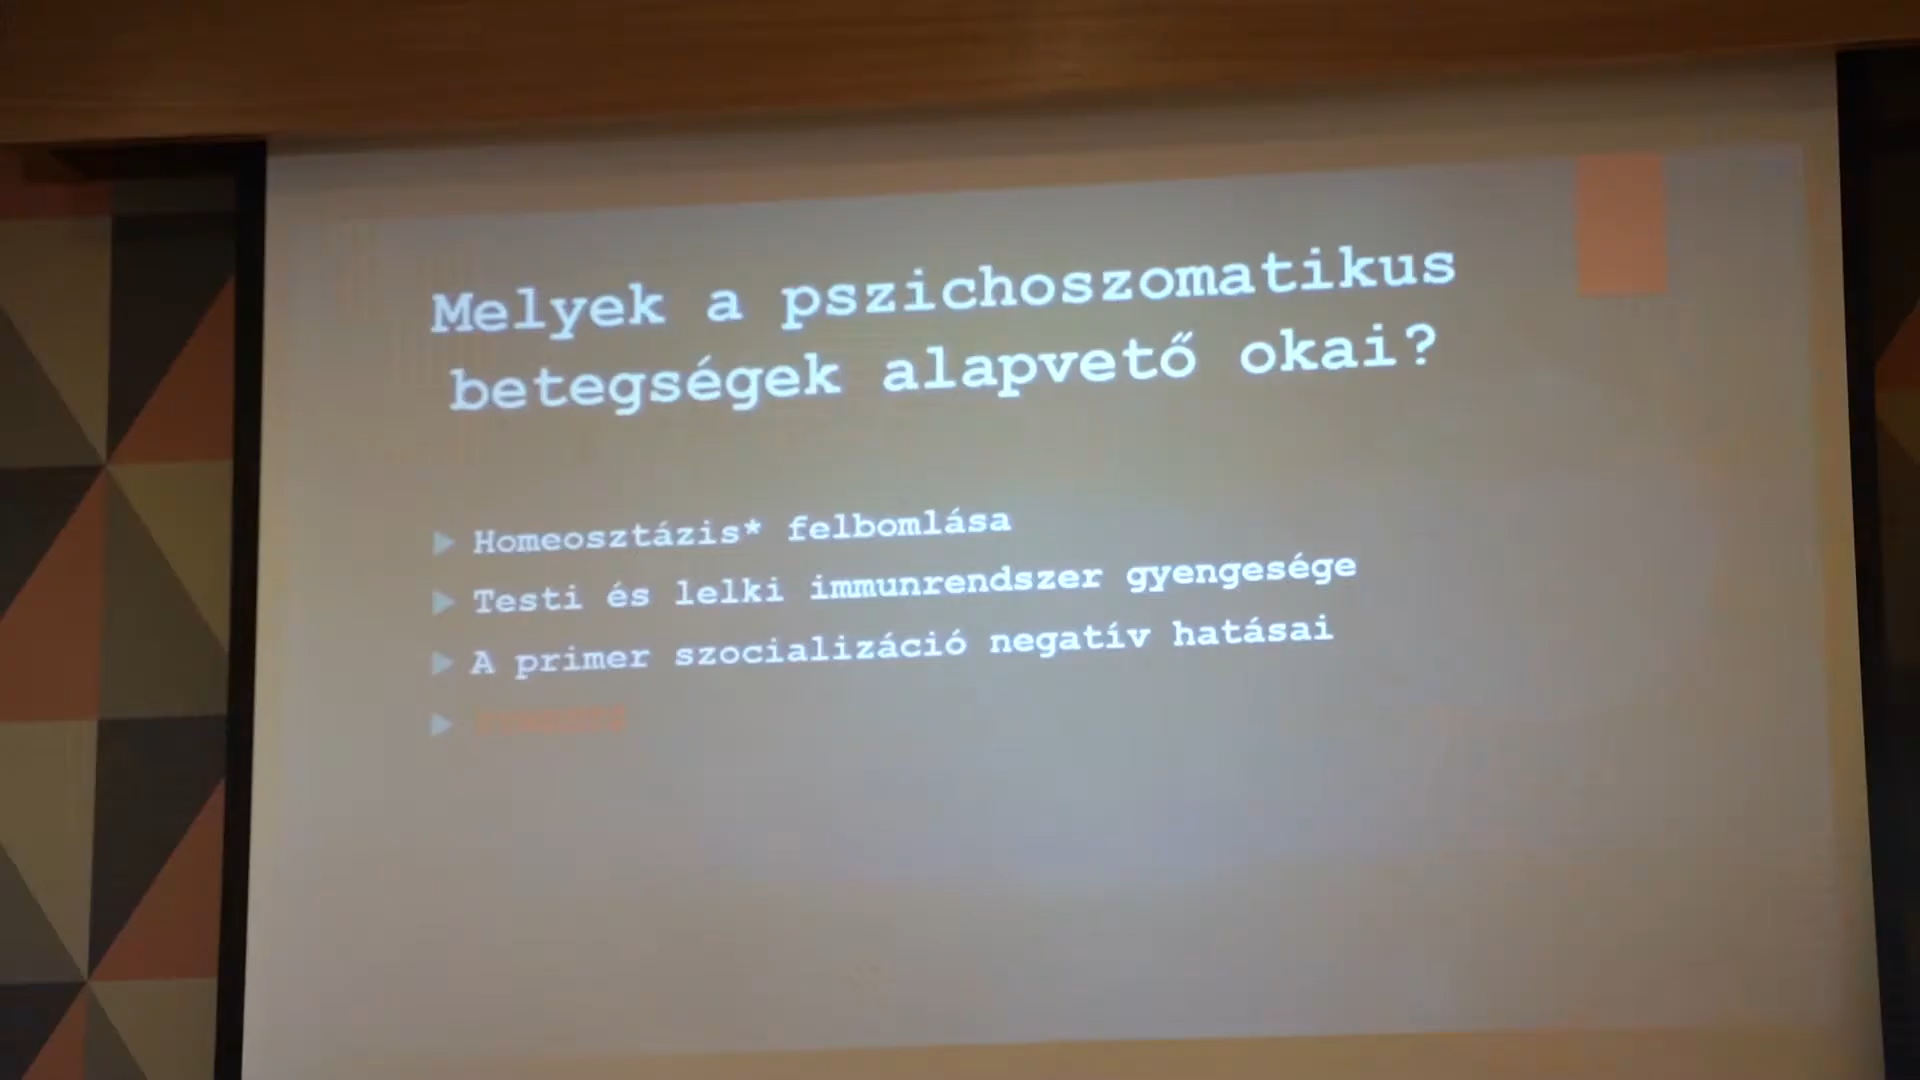 Melyek a pszichoszomatikus
betegségek alapvető okai?
Homeosztázis* felbomlása
Testi és lelki immunrendszer gyengesége
A primer szocializáció negatív hatásai